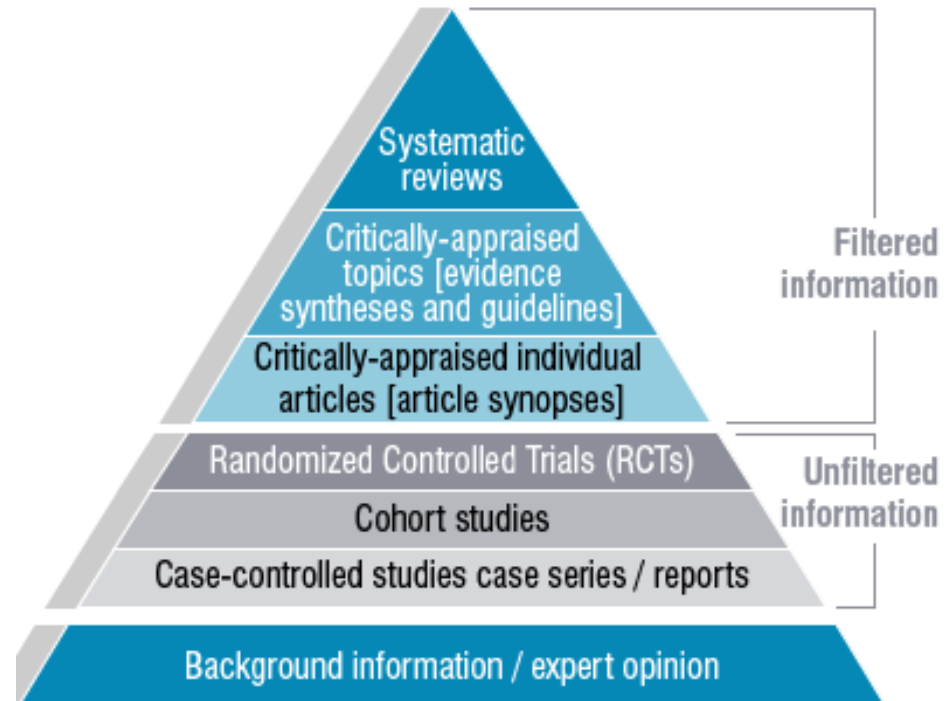 Systematic
reviews
Critically-appraised
topics [evidence
syntheses and guidelines]
Filtered
information
Critically-appraised individual
articles [article synopses]
Randomized Controlled Trials (RCTs)
Unfiltered
information
Cohort studies
Case-controlled studies case series / reports
Background information / expert opinion